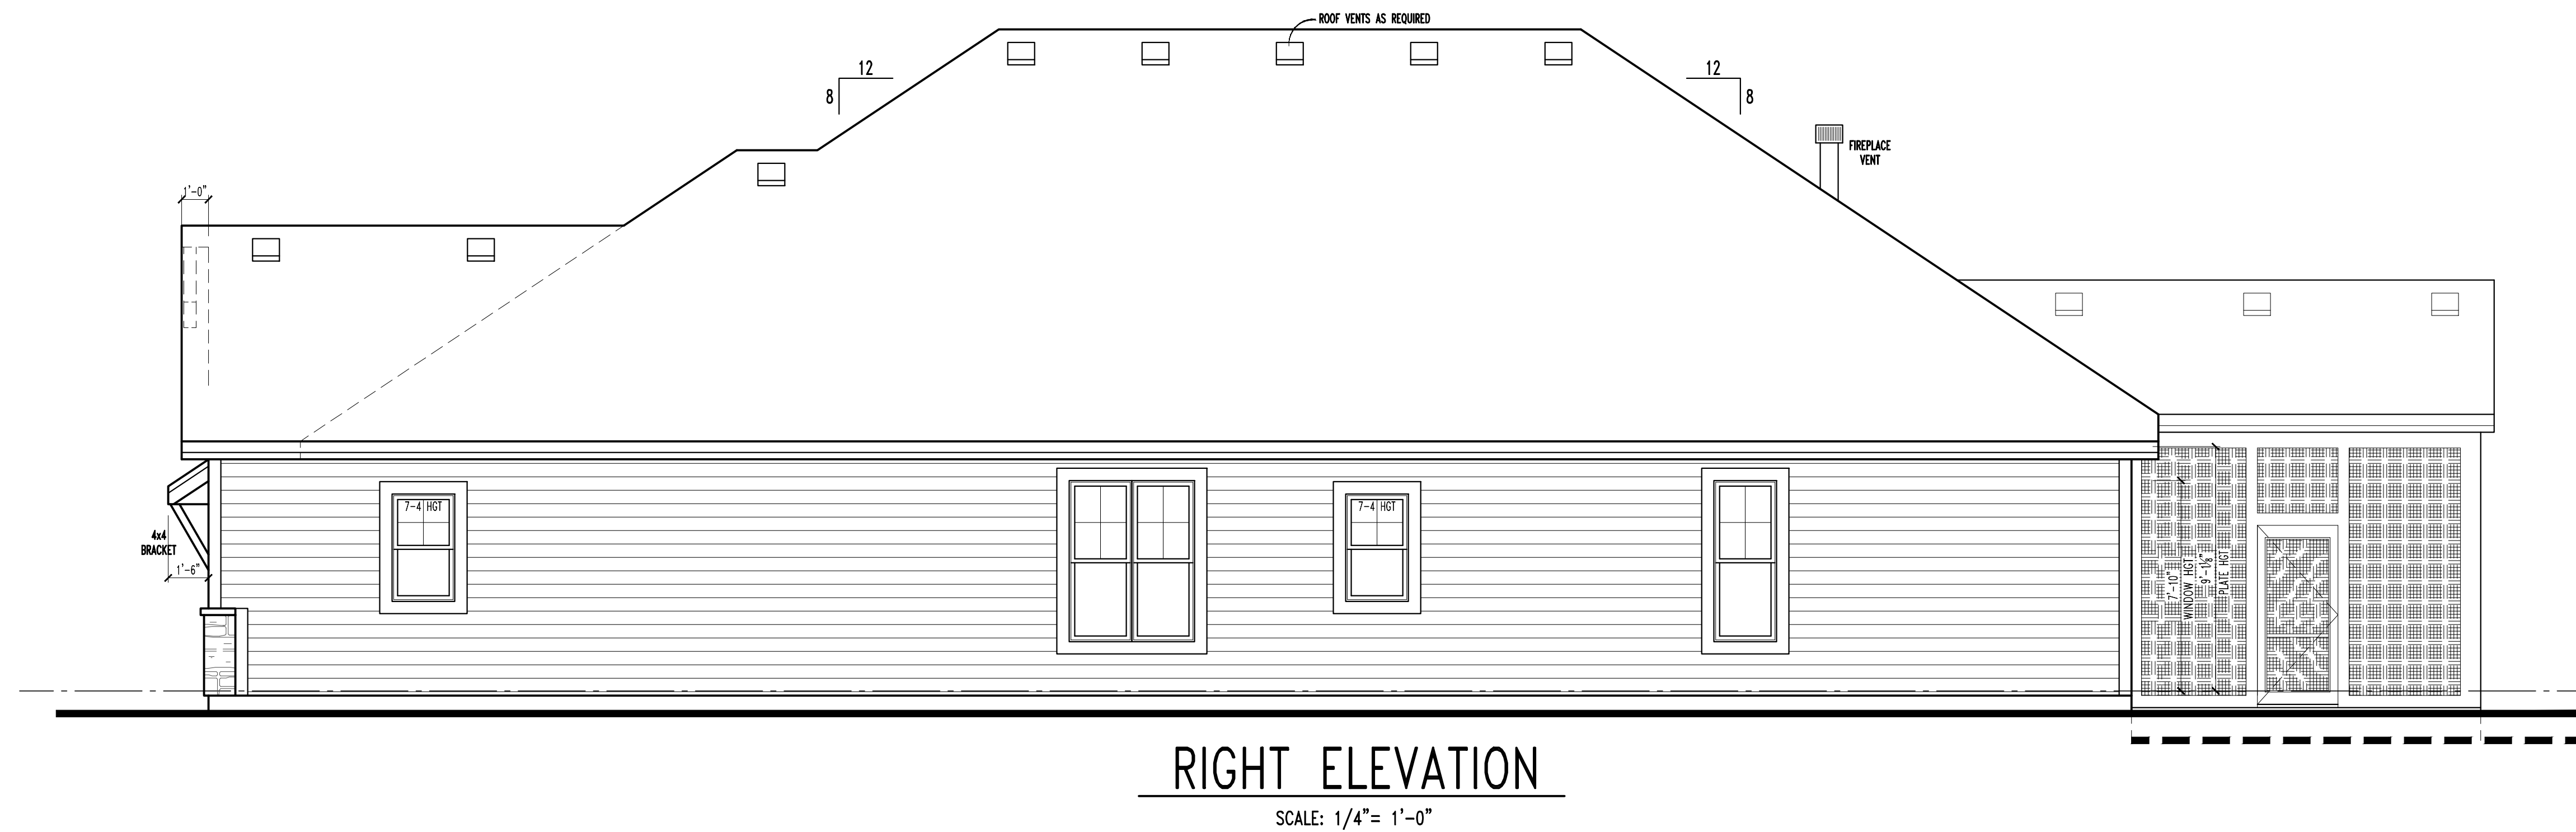 ROOF VENTS AS REQUIRED
12
8
12
8
FIREPLACE
VENT
1'-0"
7-4 HGT
7-4 HGT
4x4
BRACKET
1'-6"
7'-10"
WINDOW HGT
9'-1⅛"
PLATE HGT
RIGHT ELEVATION
SCALE: 1/4"= 1'-0"